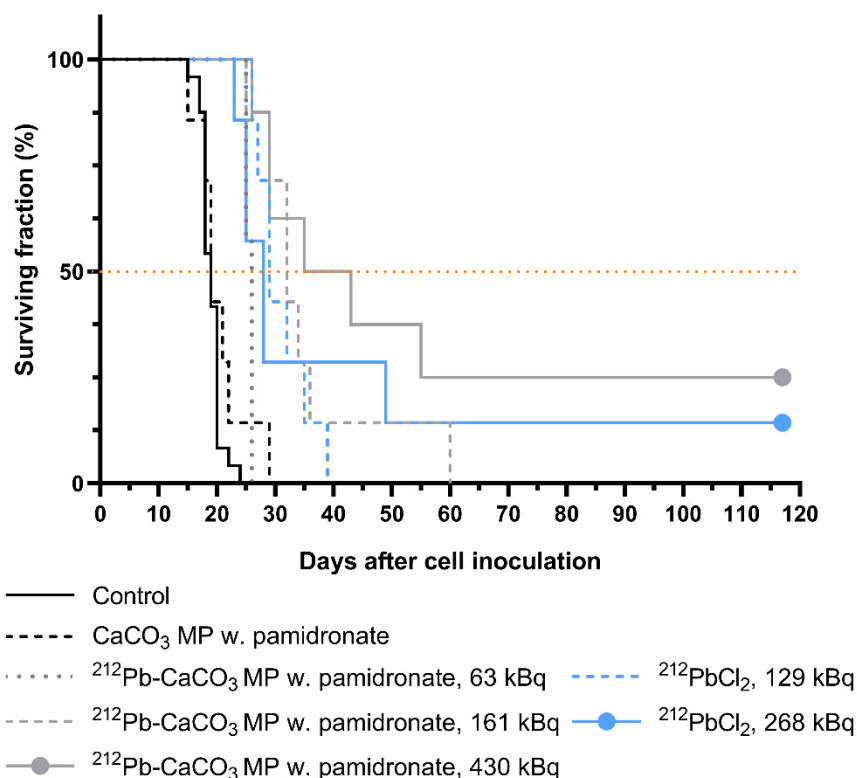 100
50
0
Surviving fraction (%)
0 10 20 30 40 50 60 70 80 90 100 110 120
Days after cell inoculation
Control
CaCO₃ MP w. pamidronate
²¹²Pb-CaCO₃ MP w. pamidronate, 63 kBq
²¹²PbCl₂, 129 kBq
²¹²Pb-CaCO₃ MP w. pamidronate, 161 kBq
²¹²PbCl₂, 268 kBq
²¹²Pb-CaCO₃ MP w. pamidronate, 430 kBq